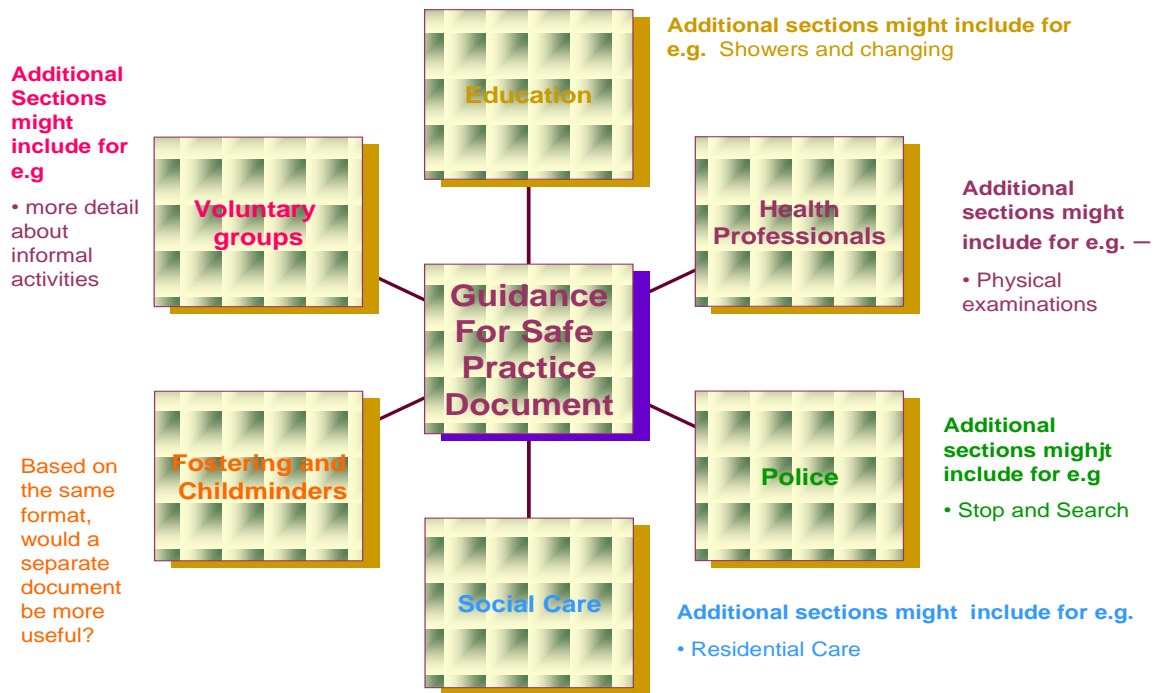 Education
Additional sections might include for
e.g. Showers and changing
Additional
Sections
might
include for
e.g
• more detail
about
informal
activities
Voluntary
groups
Health
Professionals
Additional
sections might
include for e.g. –
• Physical
examinations
Guidance
For Safe
Practice
Document
Based on
the same
format,
would a
separate
document
be more
useful?
Fostering and
Childminders
Police
Additional
sections mighjt
include for e.g
• Stop and Search
Social Care
Additional sections might include for e.g.
• Residential Care